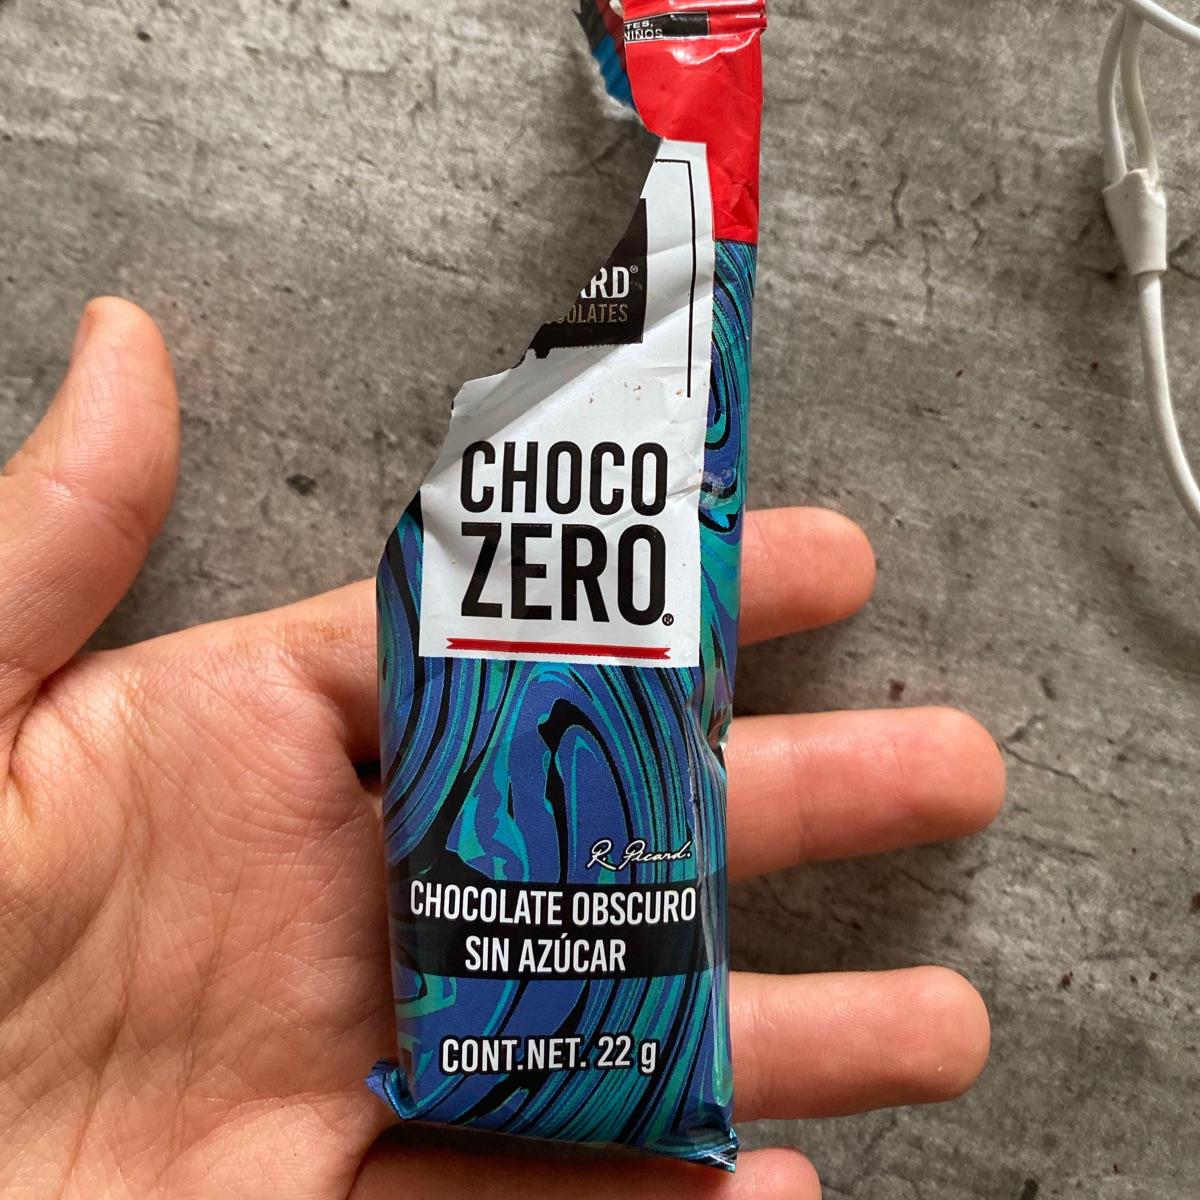 NIÑOS
CHOCO
ZERO®
R. Picard.
CHOCOLATE OBSCURO
SIN AZÚCAR
CONT.NET. 22 g